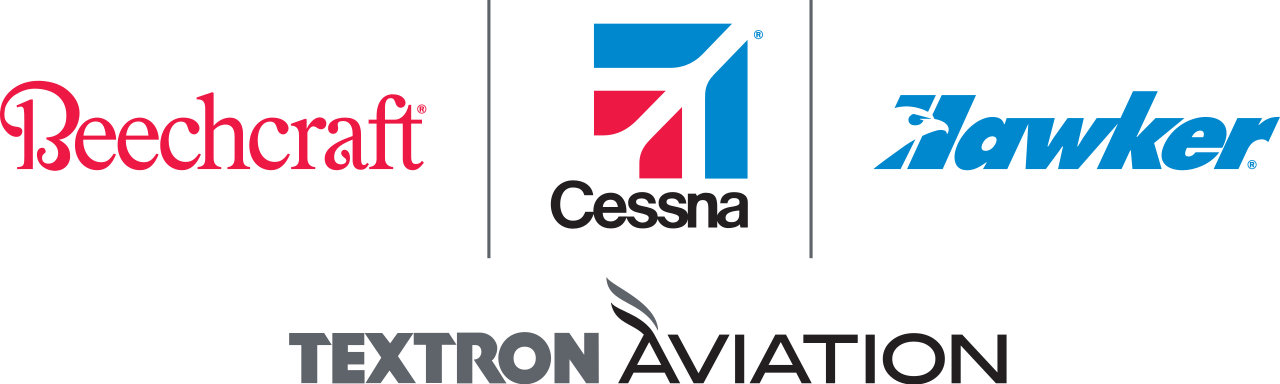 Beechcraft®
Cessna®
Hawker®
TEXTRON AVIATION